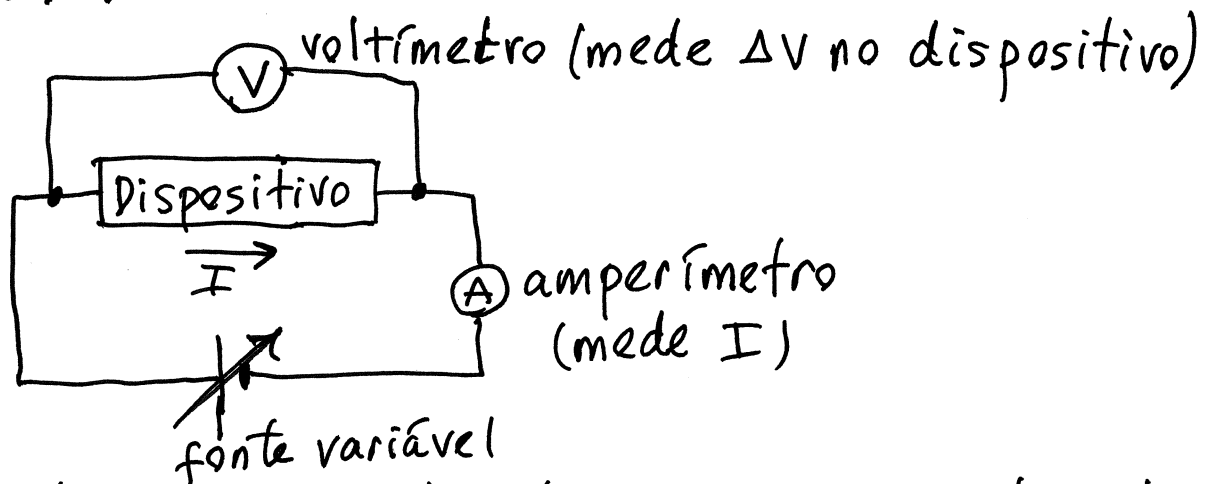 voltímetro (mede ΔV no dispositivo)
V
Dispositivo
I
A amperímetro
(mede I)
fonte variável